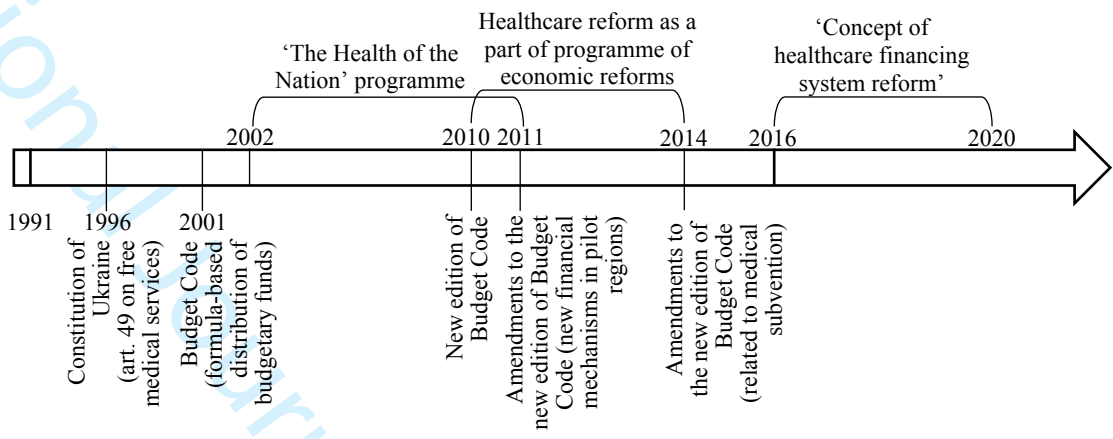 Healthcare reform as a
part of programme of
economic reforms
‘Concept of
healthcare financing
system reform’
‘The Health of the
Nation’ programme
2002
2010
2011
2014
2016
2020
1991
1996
2001
Constitution of
Ukraine
(art. 49 on free
medical services)
Budget Code
(formula-based
distribution of
budgetary funds)
New edition of
Budget Code
Amendments to the
new edition of Budget
Code (new financial
mechanisms in pilot
regions)
Amendments to
the new edition of
Budget Code
(related to medical
subvention)